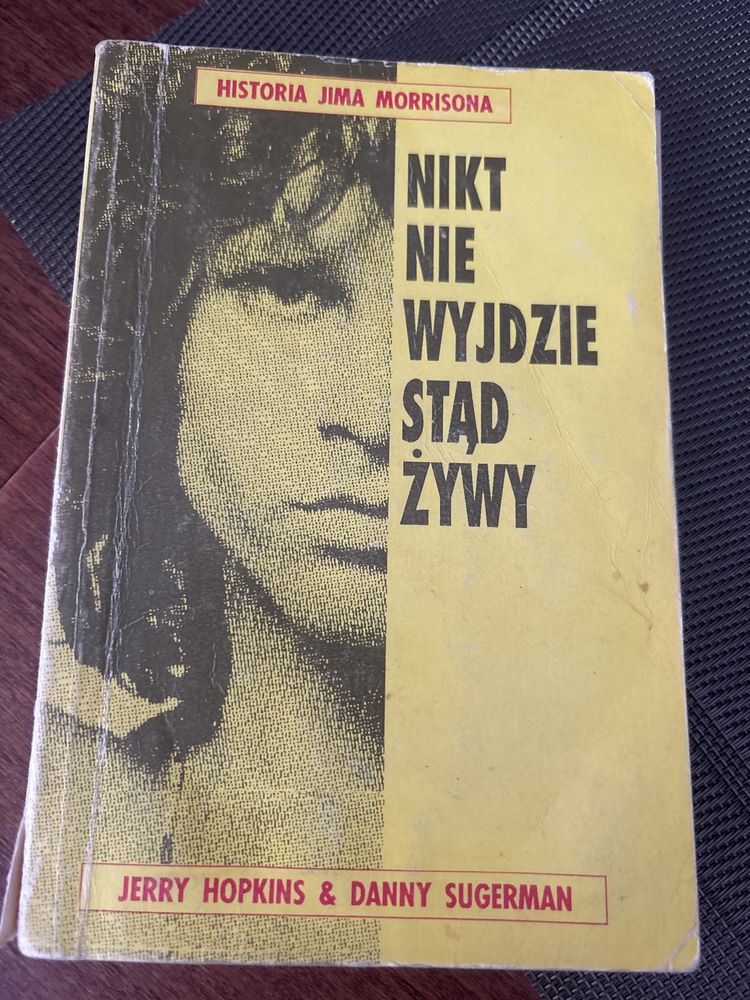 HISTORIA JIMA MORRISONA
NIKT
NIE
WYJDZIE
STĄD
ŻYWY
JERRY HOPKINS & DANNY SUGERMAN